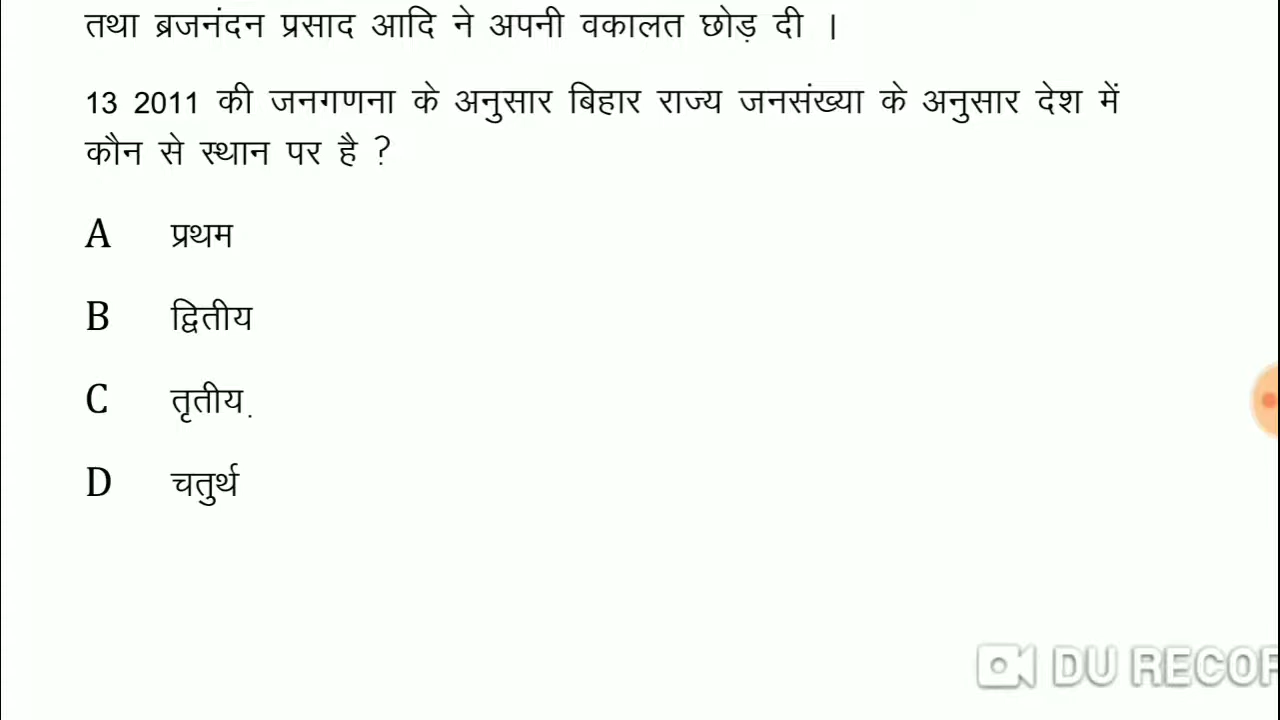 तथा ब्रजनंदन प्रसाद आदि ने अपनी वकालत छोड़ दी ।
13 2011 की जनगणना के अनुसार बिहार राज्य जनसंख्या के अनुसार देश में
कौन से स्थान पर है ?
A प्रथम
B द्वितीय
C तृतीय.
D चतुर्थ
DU RECOR